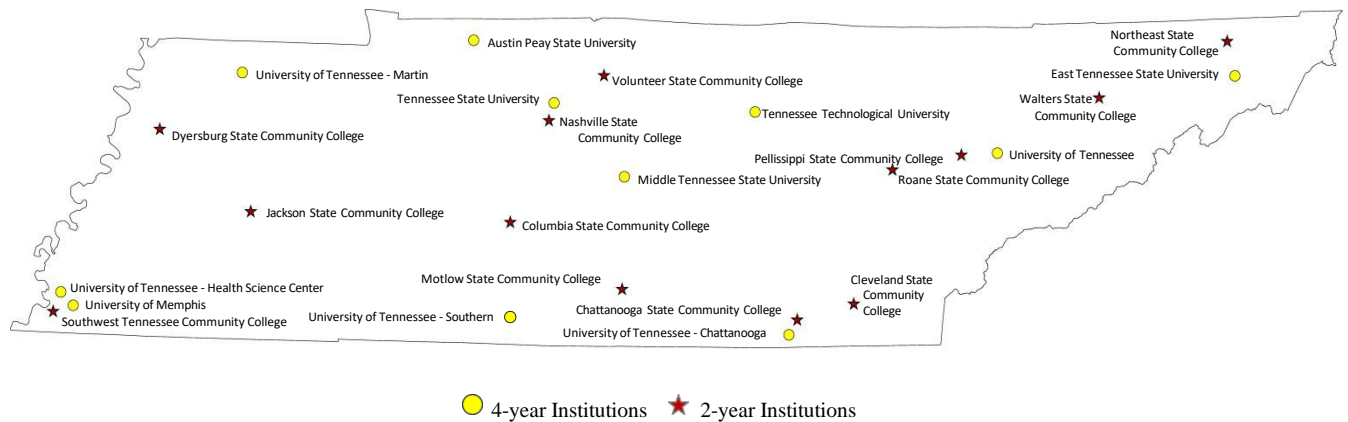 Austin Peay State University
Northeast State
Community College
University of Tennessee - Martin
Volunteer State Community College
East Tennessee State University
Tennessee State University
Walters State
Community College
Tennessee Technological University
Nashville State
Community College
Dyersburg State Community College
Pellissippi State Community College
University of Tennessee
Roane State Community College
Middle Tennessee State University
Jackson State Community College
Columbia State Community College
Motlow State Community College
Cleveland State
Community
College
University of Tennessee - Health Science Center
University of Memphis
Southwest Tennessee Community College
University of Tennessee - Southern
Chattanooga State Community College
University of Tennessee - Chattanooga
4-year Institutions
2-year Institutions